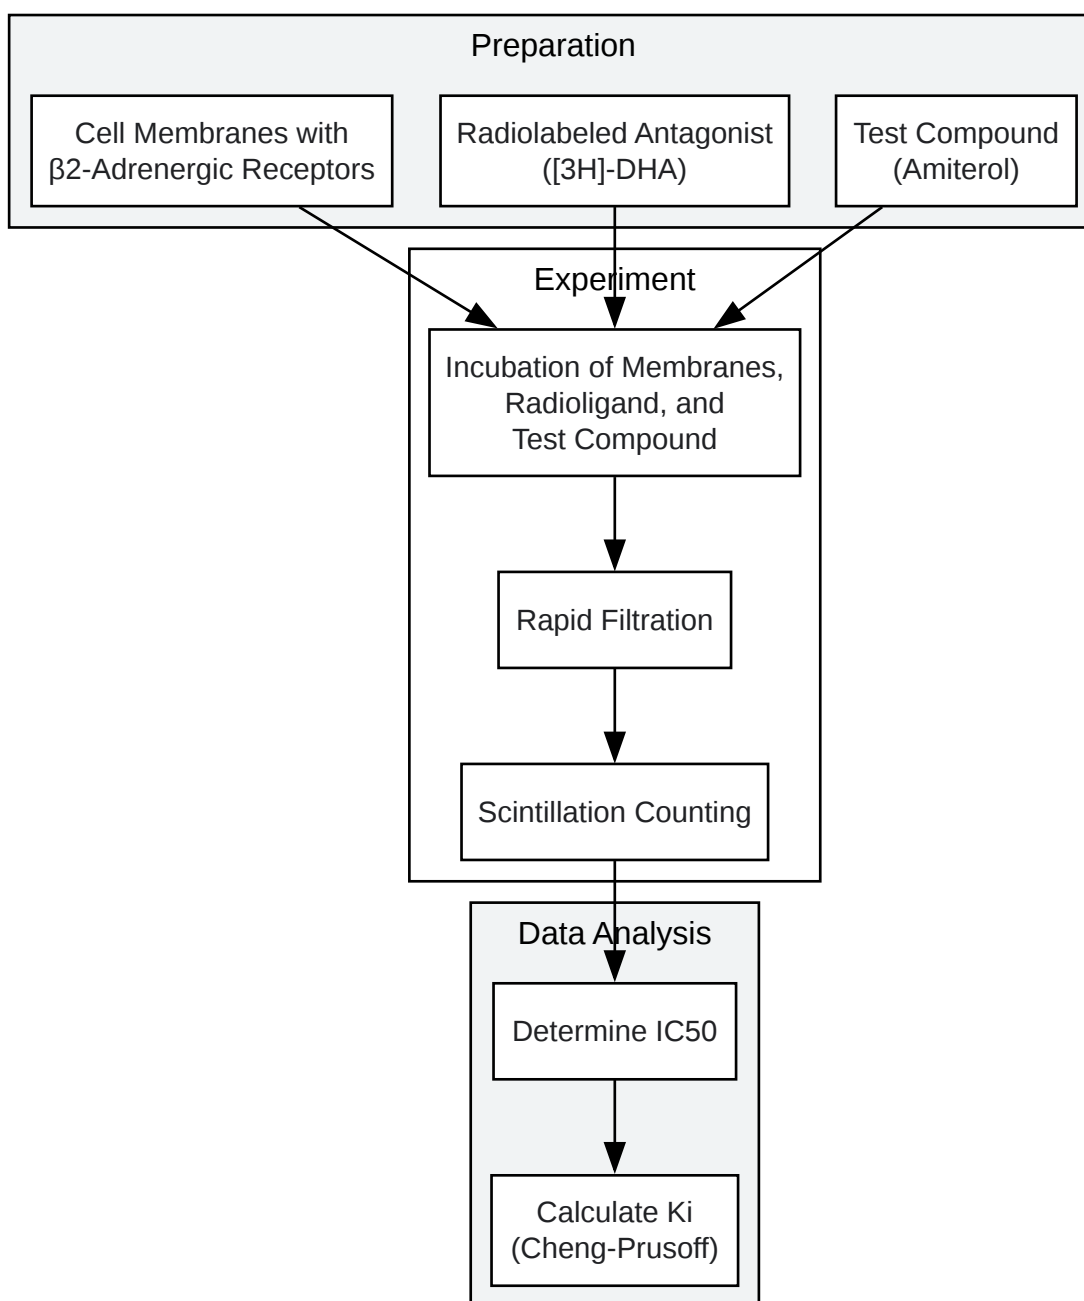 Preparation
Cell Membranes with
β2-Adrenergic Receptors
Radiolabeled Antagonist
([3H]-DHA)
Test Compound
(Amiterol)
Experiment
Incubation of Membranes,
Radioligand, and
Test Compound
Rapid Filtration
Scintillation Counting
Data Analysis
Determine IC50
Calculate Ki
(Cheng-Prusoff)